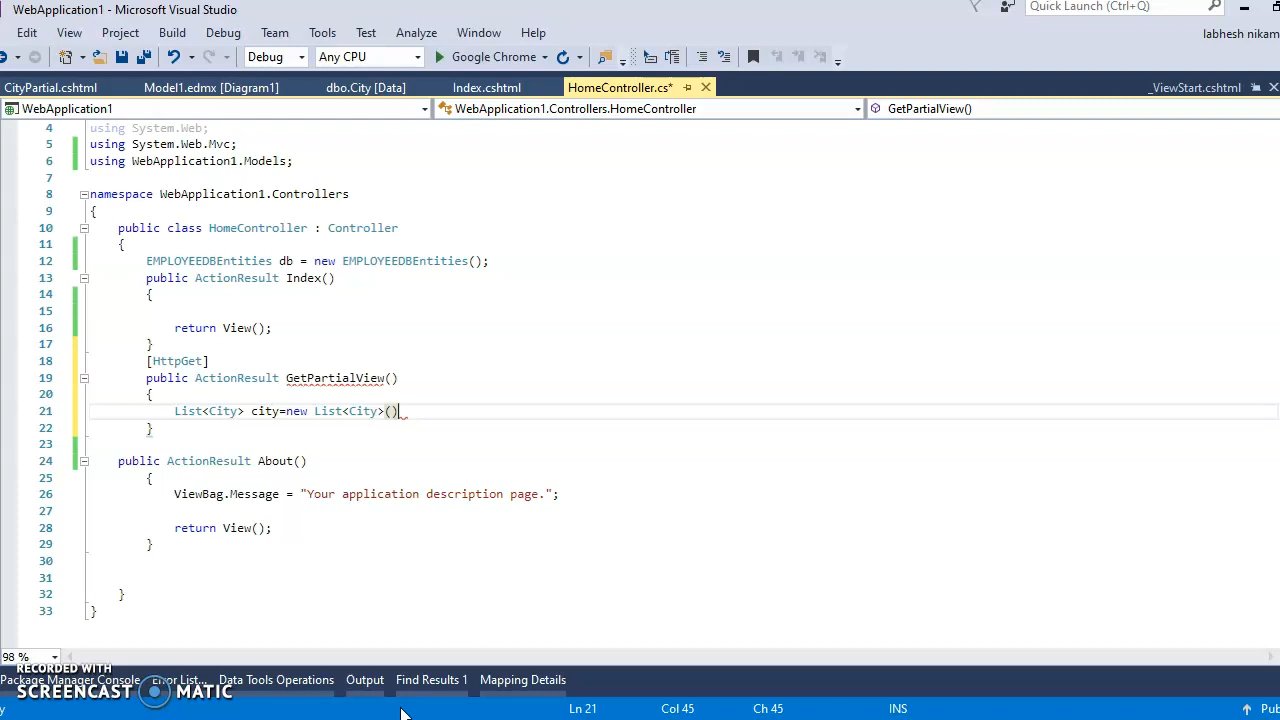 WebApplication1 - Microsoft Visual Studio
Quick Launch (Ctrl+Q)
Edit View Project Build Debug Team Tools Test Analyze Window Help
labhesh nikam
Debug Any CPU Google Chrome
CityPartial.cshtml Model1.edmx [Diagram1] dbo.City [Data] Index.cshtml HomeController.cs* _ViewStart.cshtml
WebApplication1 WebApplication1.Controllers.HomeController GetPartialView()
4 using System.Web;
5 using System.Web.Mvc;
6 using WebApplication1.Models;
7
8 namespace WebApplication1.Controllers
9 {
10 public class HomeController : Controller
11 {
12 EMPLOYEEDBEntities db = new EMPLOYEEDBEntities();
13 public ActionResult Index()
14 {
15
16 return View();
17 }
18 [HttpGet]
19 public ActionResult GetPartialView()
20 {
21 List<City> city=new List<City>()
22 }
23
24 public ActionResult About()
25 {
26 ViewBag.Message = "Your application description page.";
27
28 return View();
29 }
30
31
32 }
33 }
98 %
RECORDED WITH
SCREENCAST MATIC
Package Manager Console Error List... Data Tools Operations Output Find Results 1 Mapping Details
Ln 21 Col 45 Ch 45 INS